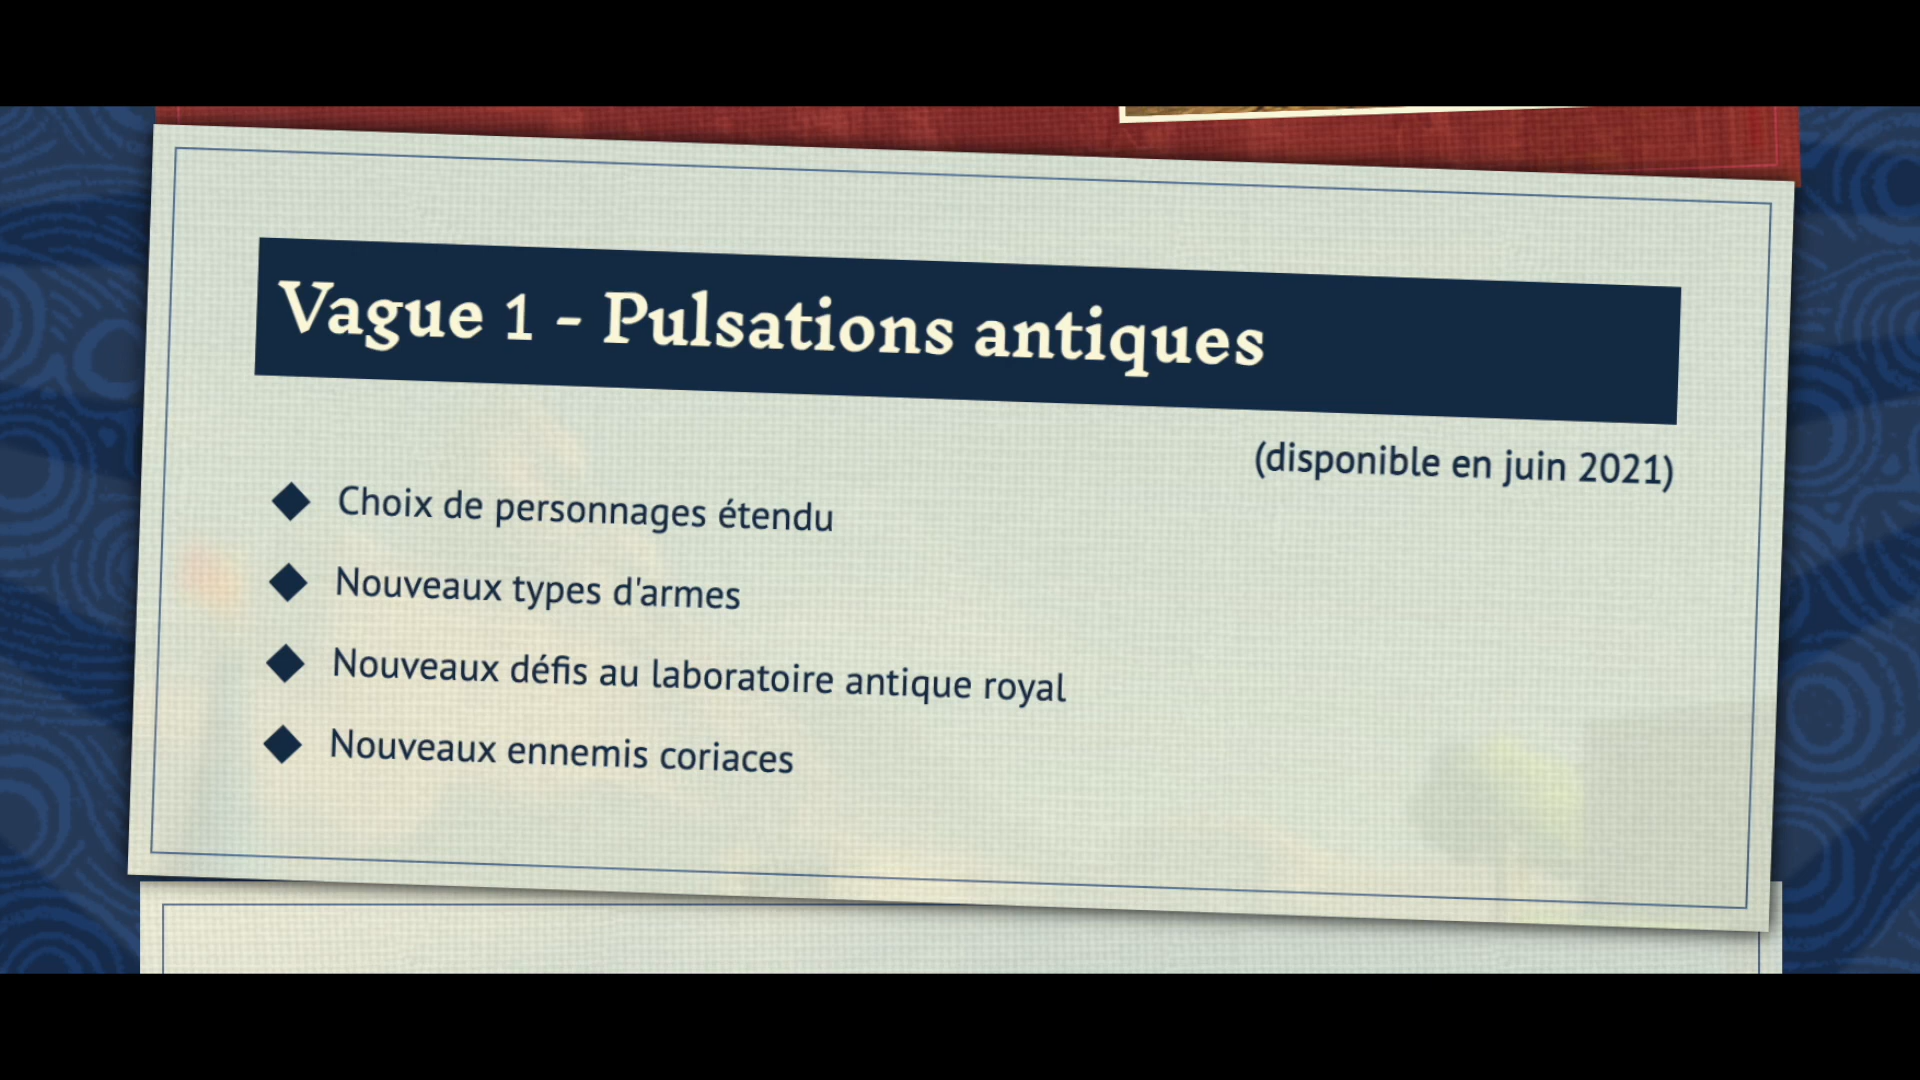 Vague 1 - Pulsations antiques
(disponible en juin 2021)
Choix de personnages étendu
Nouveaux types d'armes
Nouveaux défis au laboratoire antique royal
Nouveaux ennemis coriaces